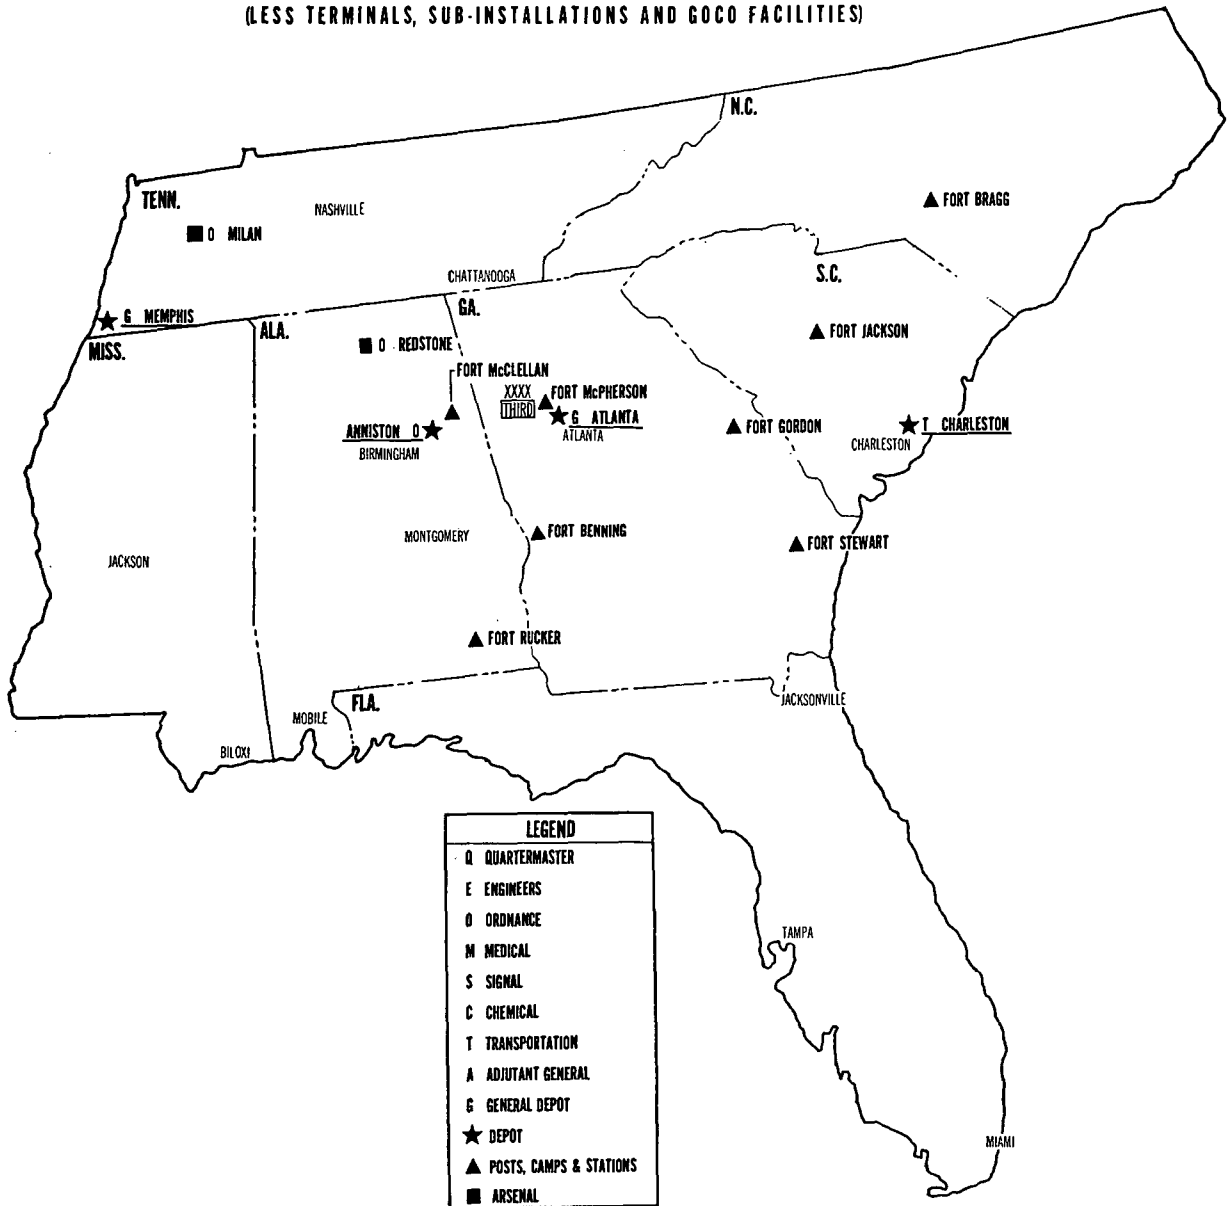 (LESS TERMINALS, SUB-INSTALLATIONS AND GOCO FACILITIES)
N.C.
TENN.
NASHVILLE
FORT BRAGG
O MILAN
CHATTANOOGA
S.C.
GA.
G MEMPHIS
ALA.
MISS.
O REDSTONE
FORT JACKSON
FORT McCLELLAN
XXXX
THIRD
FORT McPHERSON
G ATLANTA
ATLANTA
ANNISTON O
BIRMINGHAM
FORT GORDON
T CHARLESTON
CHARLESTON
MONTGOMERY
FORT BENNING
FORT STEWART
JACKSON
FORT RUCKER
FLA.
JACKSONVILLE
MOBILE
BILOXI
TAMPA
MIAMI
LEGEND
Q QUARTERMASTER
E ENGINEERS
O ORDNANCE
M MEDICAL
S SIGNAL
C CHEMICAL
T TRANSPORTATION
A ADJUTANT GENERAL
G GENERAL DEPOT
★ DEPOT
▲ POSTS, CAMPS & STATIONS
■ ARSENAL